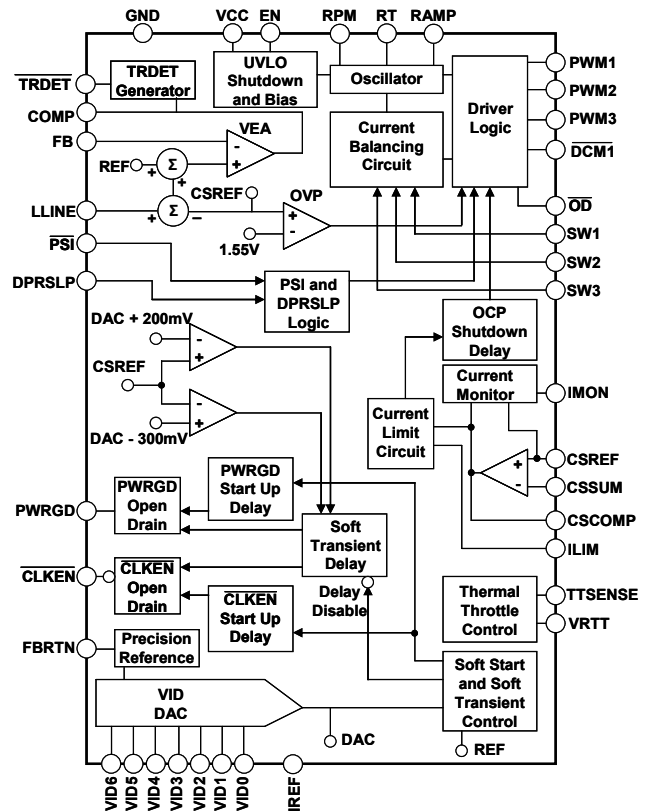 GND
VCC
EN
RPM
RT
RAMP
TRDET
TRDET
Generator
UVLO
Shutdown
and Bias
Oscillator
Driver
Logic
PWM1
PWM2
PWM3
DCM1
COMP
FB
VEA
-
+
REF
+
Σ
+
Current
Balancing
Circuit
CSREF
OVP
OD
LLINE
+
Σ
–
+
-
1.55V
SW1
SW2
SW3
PSI
DPRSLP
PSI and
DPRSLP
Logic
OCP
Shutdown
Delay
DAC + 200mV
-
+
CSREF
-
+
DAC - 300mV
Current
Monitor
IMON
Current
Limit
Circuit
+
-
CSREF
CSSUM
CSCOMP
ILIM
PWRGD
PWRGD
Open
Drain
PWRGD
Start Up
Delay
Soft
Transient
Delay
CLKEN
CLKEN
Open
Drain
CLKEN
Start Up
Delay
Delay
Disable
Thermal
Throttle
Control
TTSENSE
VRTT
FBRTN
Precision
Reference
Soft Start
and Soft
Transient
Control
VID
DAC
DAC
REF
VID6
VID5
VID4
VID3
VID2
VID1
VID0
IREF